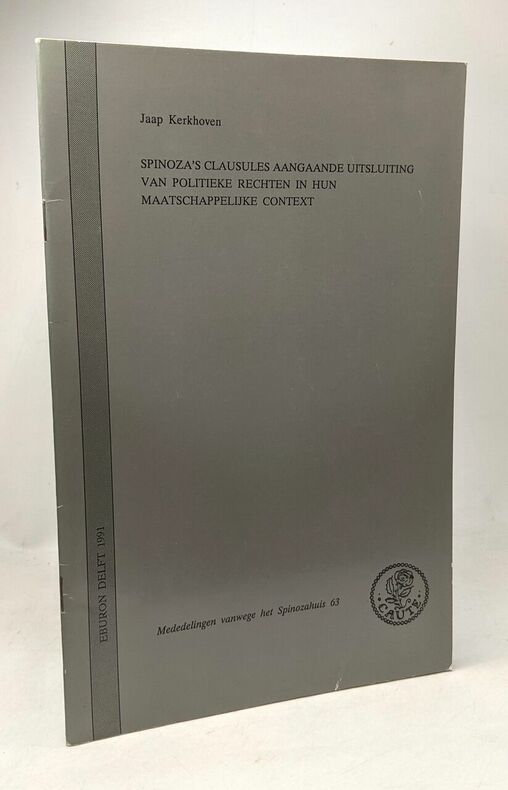 Jaap Kerkhoven
SPINOZA'S CLAUSULES AANGAANDE UITSLUITING
VAN POLITIEKE RECHTEN IN HUN
MAATSCHAPPELIJKE CONTEXT
EBURON DELFT 1991
Mededelingen vanwege het Spinozahuis 63
CAUTE